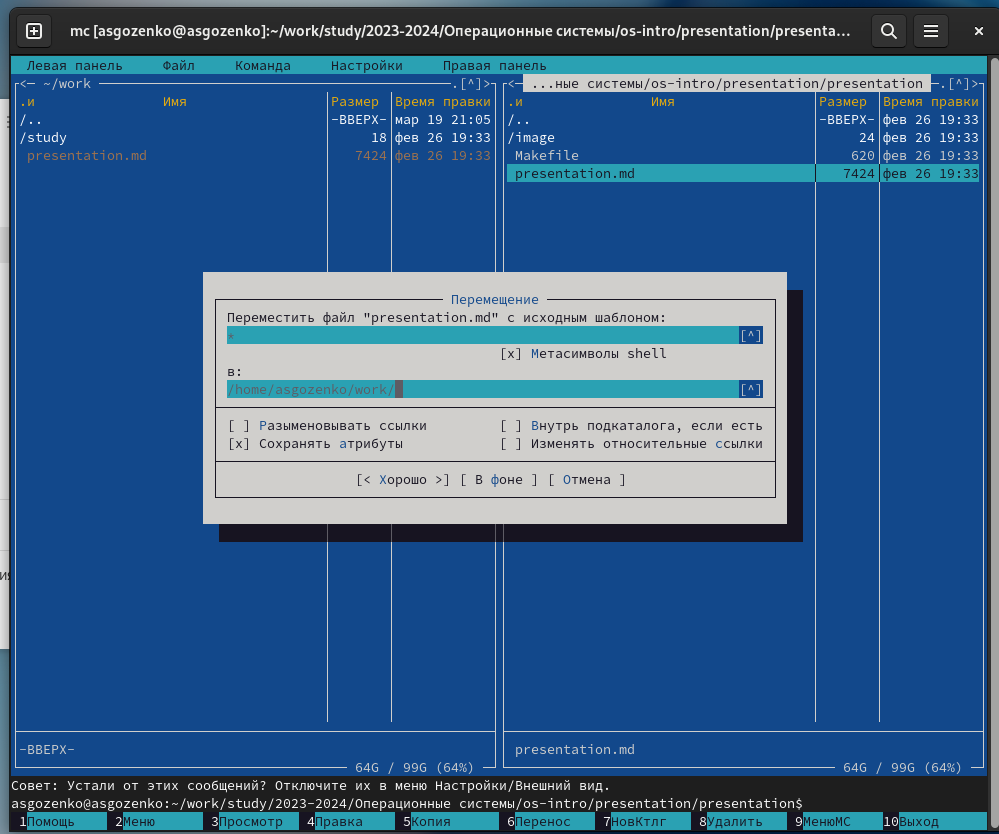 mc [asgozenko@asgozenko]:~/work/study/2023-2024/Операционные системы/os-intro/presentation/presenta...
Левая панель Файл Команда Настройки Правая панель
<- ~/work .[^]> <- ...ные системы/os-intro/presentation/presentation .[^]>
.и Имя Размер Время правки .и Имя Размер Время правки
/.. -ВВЕРХ- мар 19 21:05 /.. -ВВЕРХ- фев 26 19:33
/study 18 фев 26 19:33 /image 24 фев 26 19:33
presentation.md 7424 фев 26 19:33 Makefile 620 фев 26 19:33
presentation.md 7424 фев 26 19:33
Перемещение
Переместить файл "presentation.md" с исходным шаблоном:
* [^]
[x] Метасимволы shell
в:
/home/asgozenko/work/ [^]
[ ] Разыменовывать ссылки [ ] Внутрь подкаталога, если есть
[x] Сохранять атрибуты [ ] Изменять относительные ссылки
[< Хорошо >] [ В фоне ] [ Отмена ]
-ВВЕРХ- presentation.md
64G / 99G (64%) 64G / 99G (64%)
Совет: Устали от этих сообщений? Отключите их в меню Настройки/Внешний вид.
asgozenko@asgozenko:~/work/study/2023-2024/Операционные системы/os-intro/presentation/presentation$
1Помощь 2Меню 3Просмотр 4Правка 5Копия 6Перенос 7НовКтлг 8Удалить 9МенюМС 10Выход